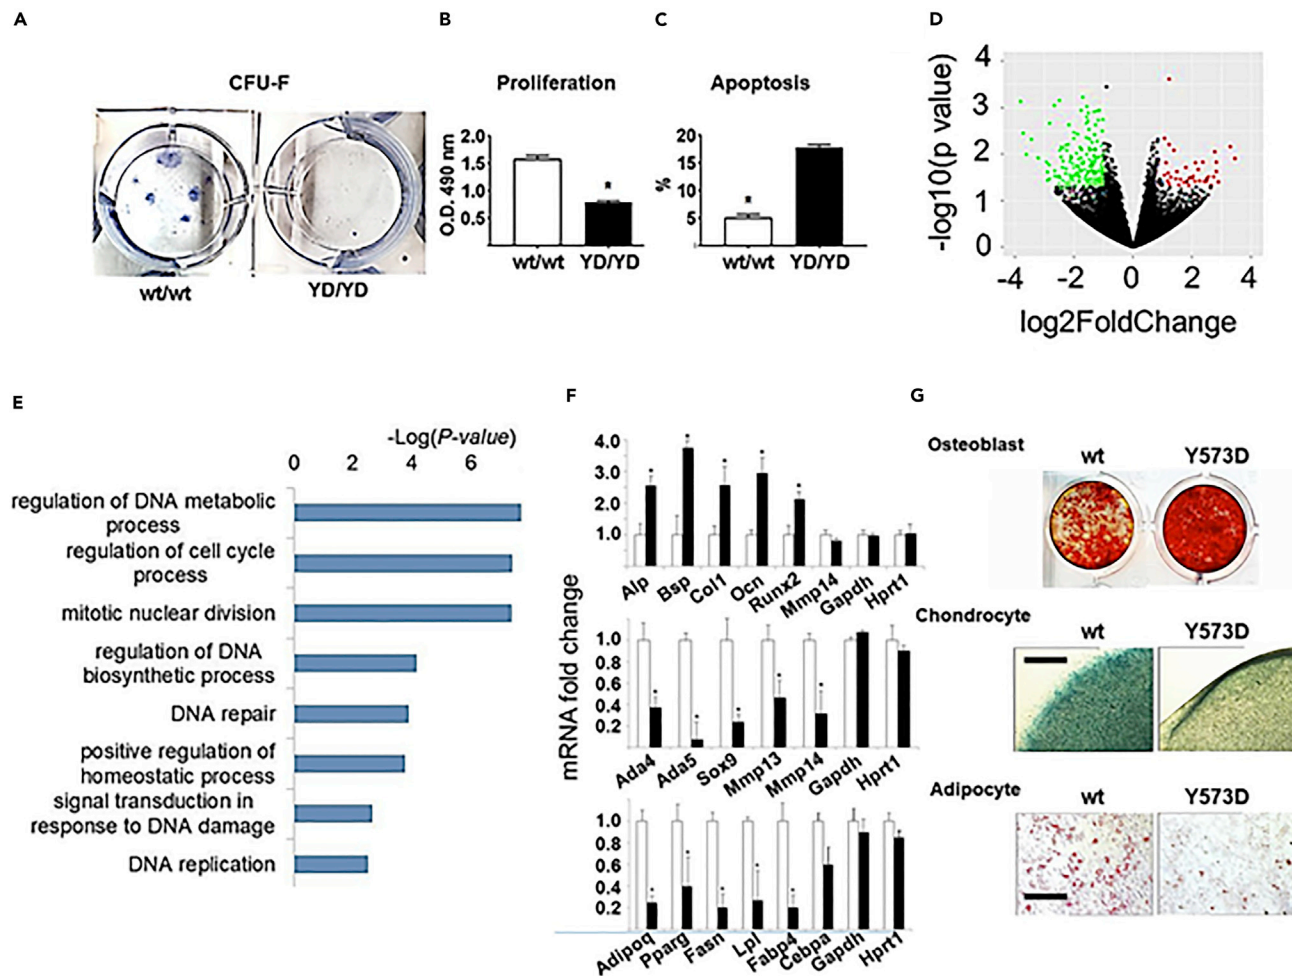 A
B
C
D
CFU-F
wt/wt
YD/YD
Proliferation
O.D. 490 nm
2.0
1.5
1.0
0.5
*
wt/wt YD/YD
Apoptosis
%
20
15
10
5
*
wt/wt YD/YD
-log10(p value)
4
3
2
1
0
-4 -2 0 2 4
log2FoldChange
E
-Log(P-value)
0 2 4 6
regulation of DNA metabolic
process
regulation of cell cycle
process
mitotic nuclear division
regulation of DNA
biosynthetic process
DNA repair
positive regulation of
homeostatic process
signal transduction in
response to DNA damage
DNA replication
F
mRNA fold change
4.0
3.0
2.0
1.0
* * * * *
Alp Bsp Col1 Ocn Runx2 Mmp14 Gapdh Hprt1
1.0
0.8
0.6
0.4
0.2
* * * * *
Ada4 Ada5 Sox9 Mmp13 Mmp14 Gapdh Hprt1
1.0
0.8
0.6
0.4
0.2
* * * * *
Adipoq Pparg Fasn Lpl Fabp4 Cebpa Gapdh Hprt1
G
Osteoblast
wt Y573D
Chondrocyte
wt Y573D
Adipocyte
wt Y573D